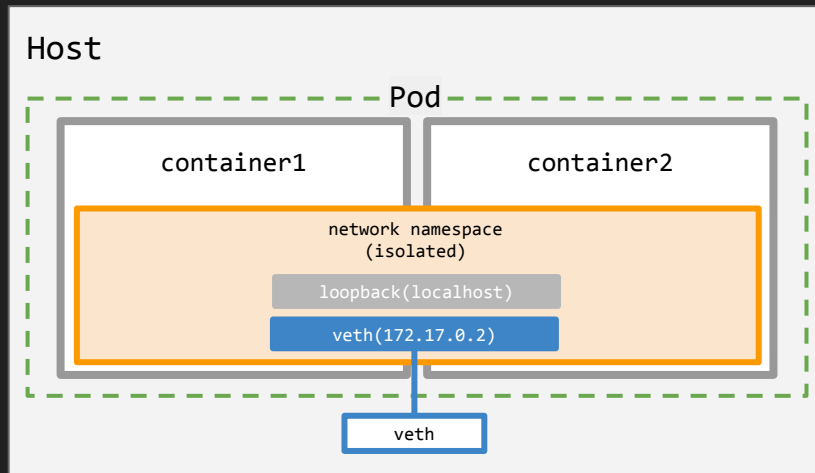 Host
Pod
container1
container2
network namespace
(isolated)
loopback(localhost)
veth(172.17.0.2)
veth